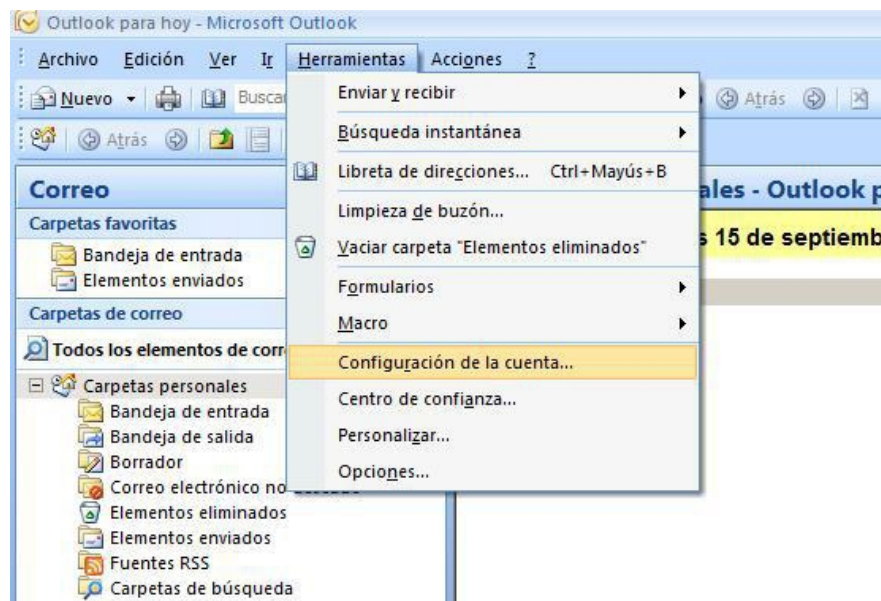 Outlook para hoy - Microsoft Outlook
Archivo Edición Ver Ir Herramientas Acciones ?
Nuevo Atrás
Atrás
Enviar y recibir
Búsqueda instantánea
Libreta de direcciones... Ctrl+Mayús+B
Limpieza de buzón...
Vaciar carpeta "Elementos eliminados"
Formularios
Macro
Configuración de la cuenta...
Centro de confianza...
Personalizar...
Opciones...
Correo
Carpetas favoritas
Bandeja de entrada
Elementos enviados
Carpetas de correo
Todos los elementos de
Carpetas personales
Bandeja de entrada
Bandeja de salida
Borrador
Correo electrónico no
Elementos eliminados
Elementos enviados
Fuentes RSS
Carpetas de búsqueda
- Outlook
15 de